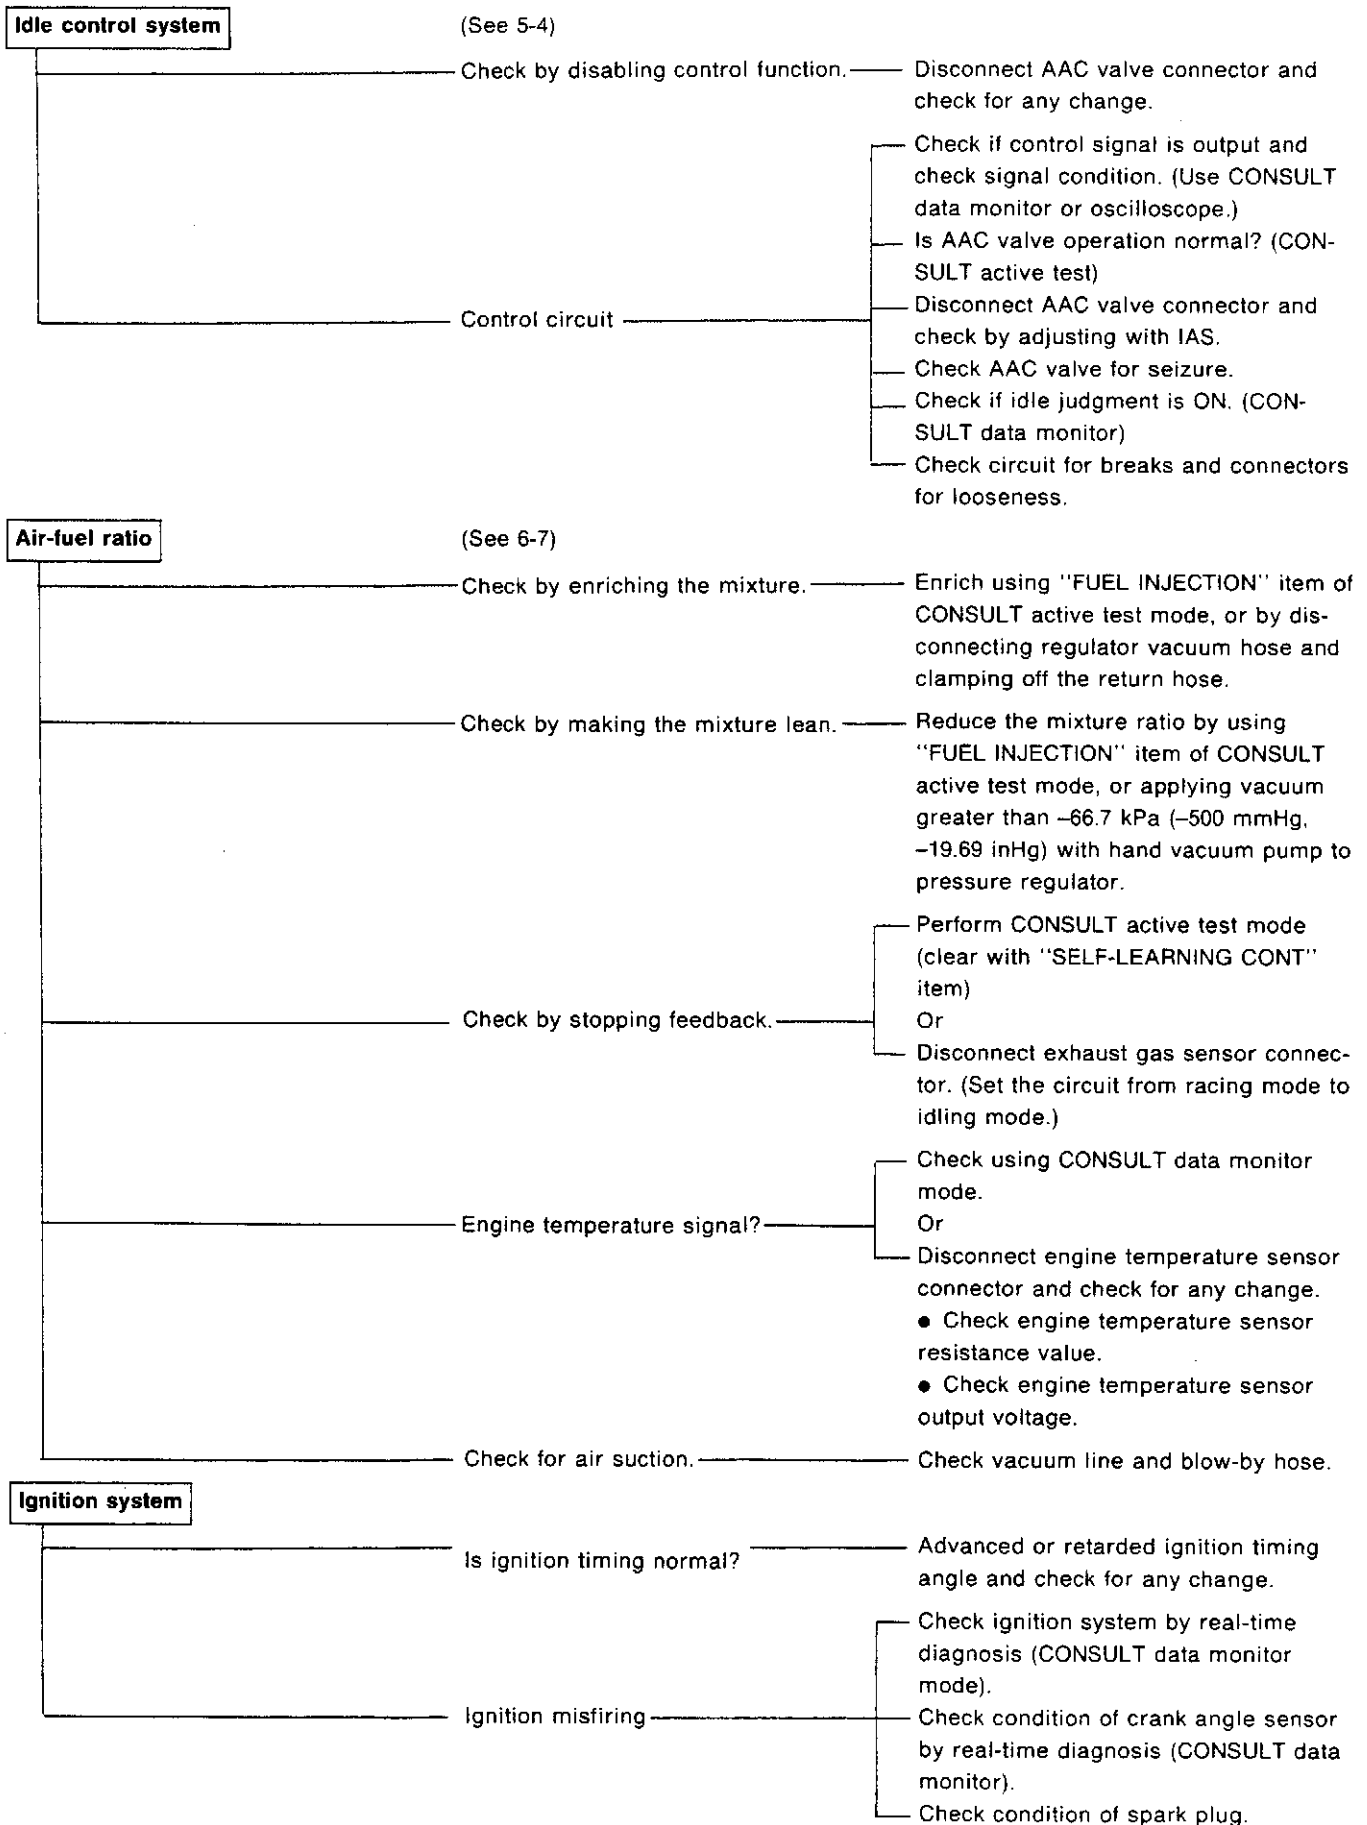 Idle control system
(See 5-4)
Check by disabling control function.
Disconnect AAC valve connector and
check for any change.
Check if control signal is output and
check signal condition. (Use CONSULT
data monitor or oscilloscope.)
Is AAC valve operation normal? (CON-
SULT active test)
Control circuit
Disconnect AAC valve connector and
check by adjusting with IAS.
Check AAC valve for seizure.
Check if idle judgment is ON. (CON-
SULT data monitor)
Check circuit for breaks and connectors
for looseness.
Air-fuel ratio
(See 6-7)
Check by enriching the mixture.
Enrich using "FUEL INJECTION" item of
CONSULT active test mode, or by dis-
connecting regulator vacuum hose and
clamping off the return hose.
Check by making the mixture lean.
Reduce the mixture ratio by using
"FUEL INJECTION" item of CONSULT
active test mode, or applying vacuum
greater than –66.7 kPa (–500 mmHg,
–19.69 inHg) with hand vacuum pump to
pressure regulator.
Check by stopping feedback.
Perform CONSULT active test mode
(clear with "SELF-LEARNING CONT"
item)
Or
Disconnect exhaust gas sensor connec-
tor. (Set the circuit from racing mode to
idling mode.)
Engine temperature signal?
Check using CONSULT data monitor
mode.
Or
Disconnect engine temperature sensor
connector and check for any change.
● Check engine temperature sensor
resistance value.
● Check engine temperature sensor
output voltage.
Check for air suction.
Check vacuum line and blow-by hose.
Ignition system
Is ignition timing normal?
Advanced or retarded ignition timing
angle and check for any change.
Ignition misfiring
Check ignition system by real-time
diagnosis (CONSULT data monitor
mode).
Check condition of crank angle sensor
by real-time diagnosis (CONSULT data
monitor).
Check condition of spark plug.